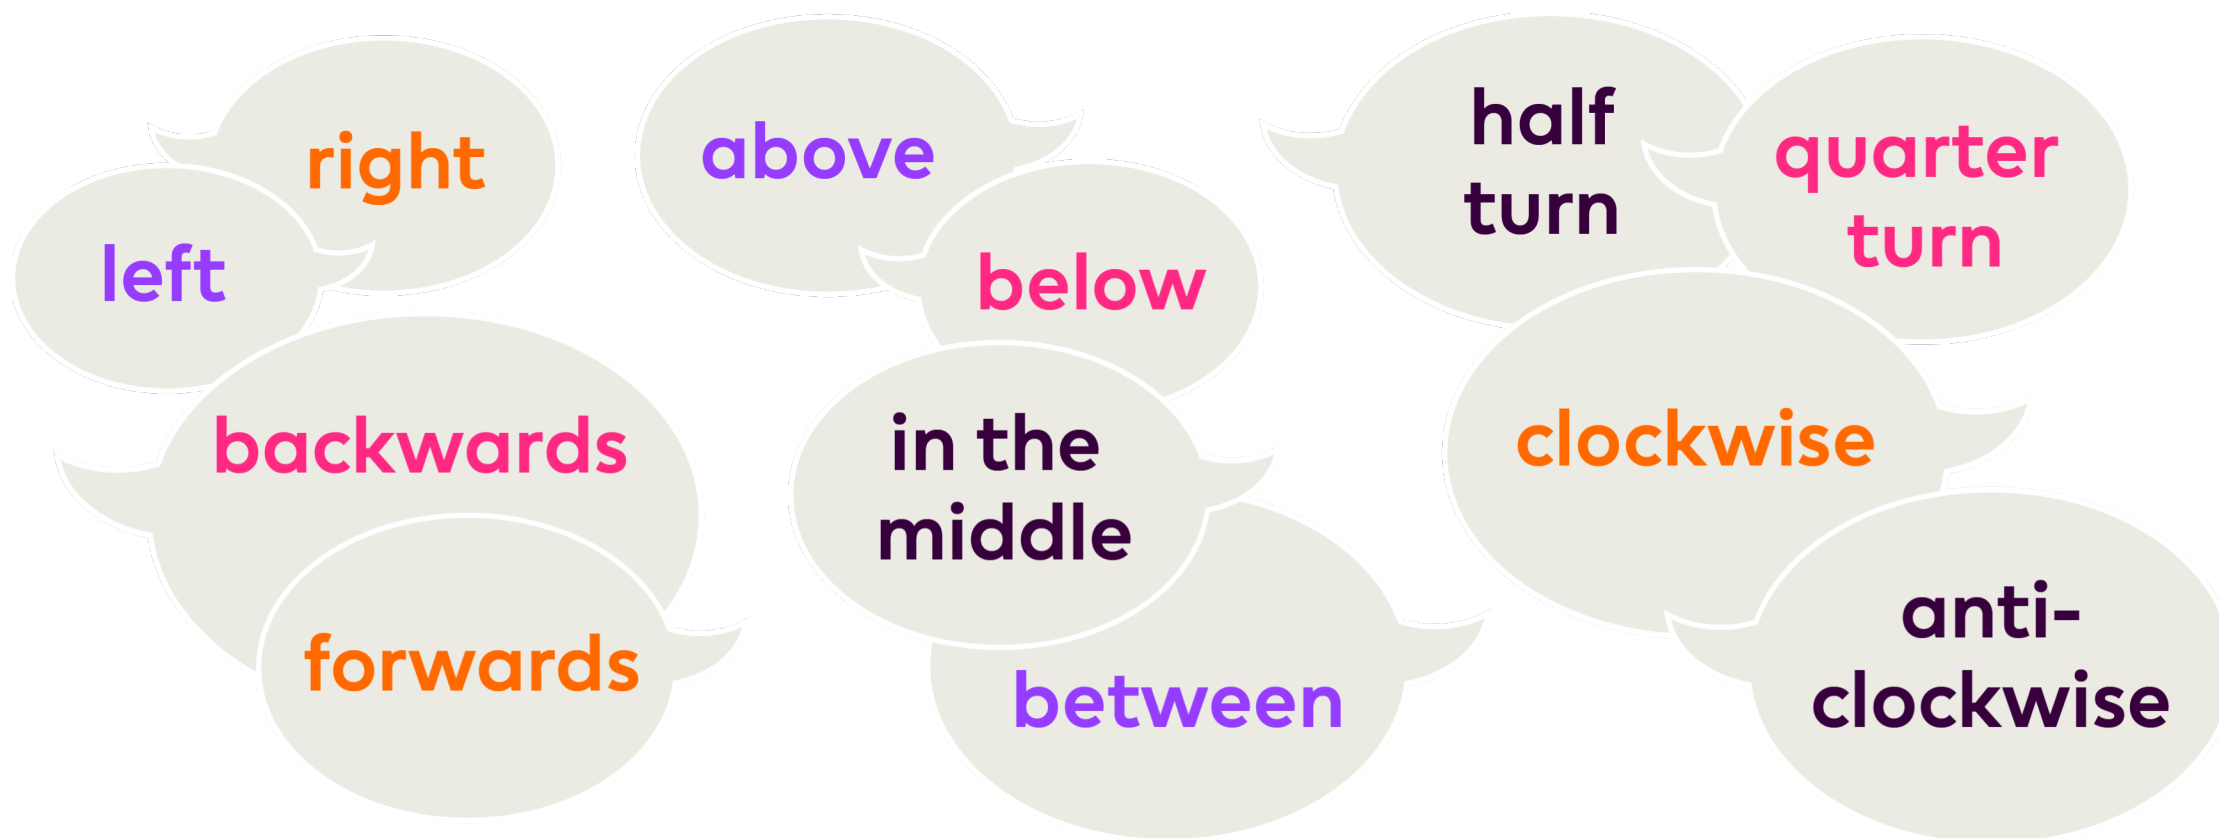 right
left
backwards
forwards
above
below
in the
middle
between
half
turn
quarter
turn
clockwise
anti-
clockwise